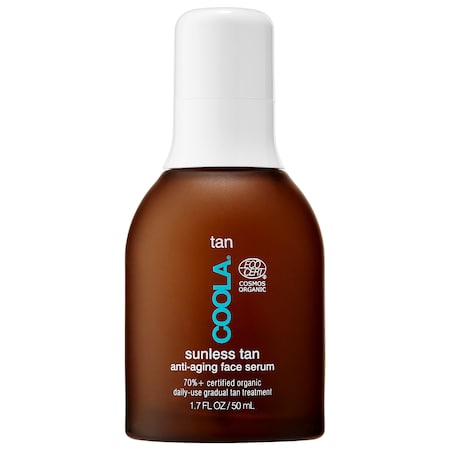 tan
COOLA®
ECO
CERT
COSMOS
ORGANIC
sunless tan
anti-aging face serum
70%+ certified organic
daily-use gradual tan treatment
1.7 FL OZ / 50 mL